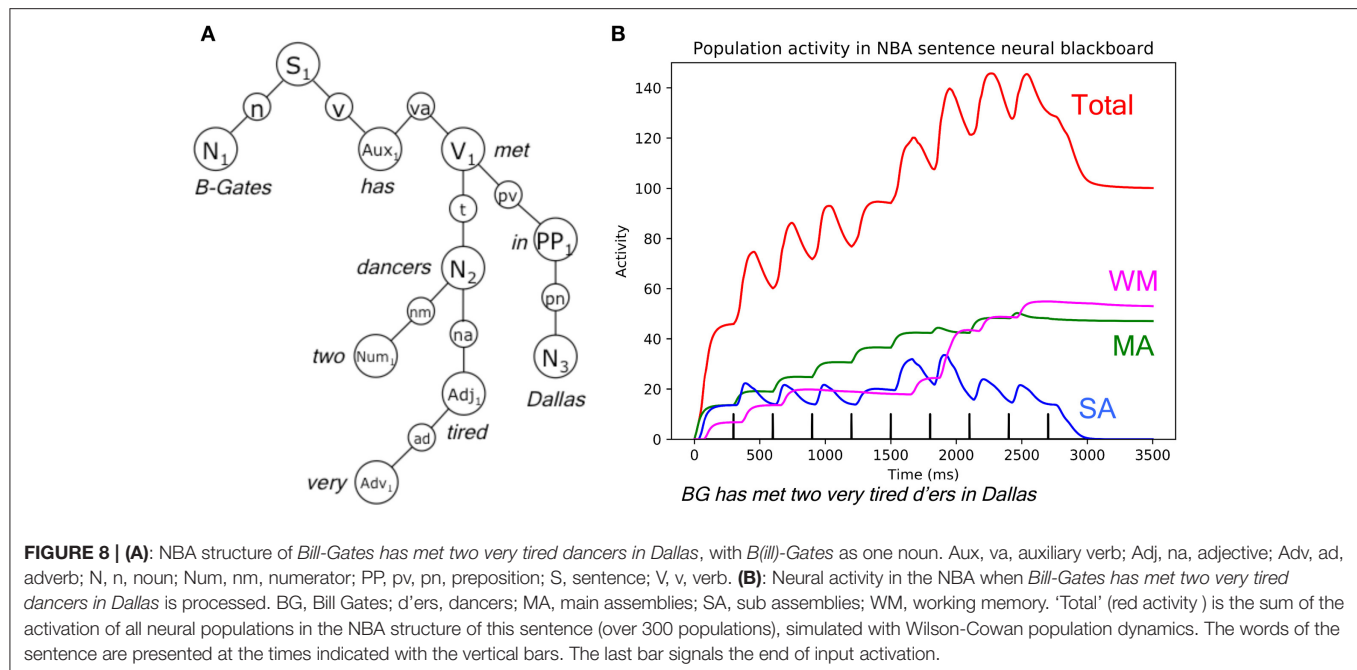 A
S1
n
v
va
N1
Aux1
V1
met
B-Gates
has
t
pv
in
PP1
dancers
N2
nm
pn
two
Num1
na
N3
Dallas
Adj1
tired
ad
very
Adv1
B
Population activity in NBA sentence neural blackboard
Activity
140
120
100
80
60
40
20
0
Total
WM
MA
SA
0 500 1000 1500 2000 2500 3000 3500
Time (ms)
BG has met two very tired d'ers in Dallas
FIGURE 8 | (A): NBA structure of Bill-Gates has met two very tired dancers in Dallas, with B(ill)-Gates as one noun. Aux, va, auxiliary verb; Adj, na, adjective; Adv, ad,
adverb; N, n, noun; Num, nm, numerator; PP, pv, pn, preposition; S, sentence; V, v, verb. (B): Neural activity in the NBA when Bill-Gates has met two very tired
dancers in Dallas is processed. BG, Bill Gates; d'ers, dancers; MA, main assemblies; SA, sub assemblies; WM, working memory. 'Total' (red activity ) is the sum of the
activation of all neural populations in the NBA structure of this sentence (over 300 populations), simulated with Wilson-Cowan population dynamics. The words of the
sentence are presented at the times indicated with the vertical bars. The last bar signals the end of input activation.